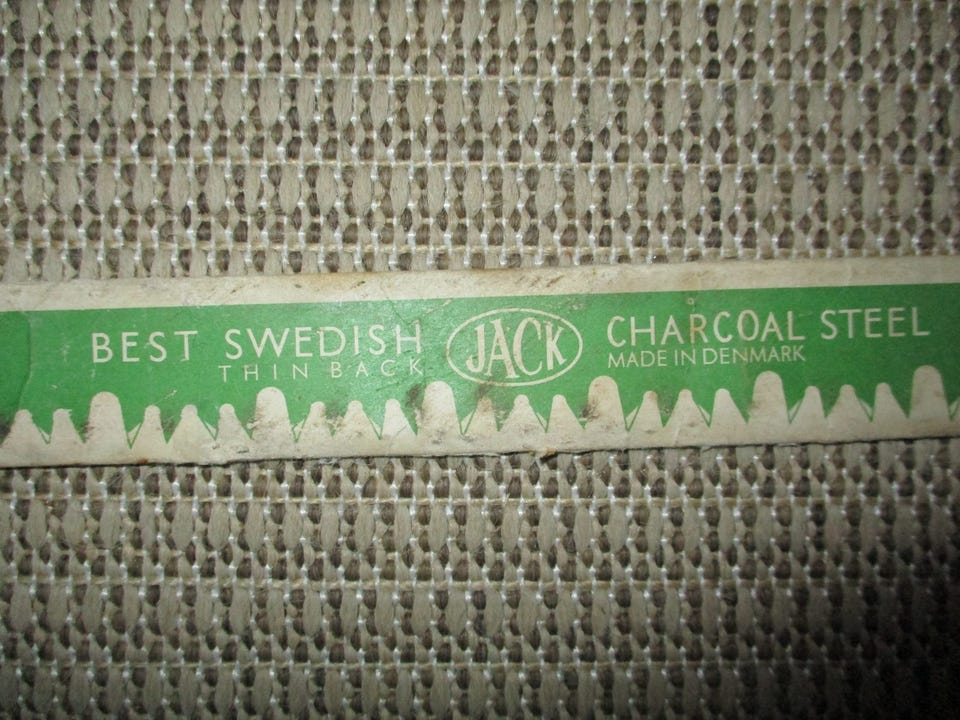 BEST SWEDISH
THIN BACK
JACK
CHARCOAL STEEL
MADE IN DENMARK